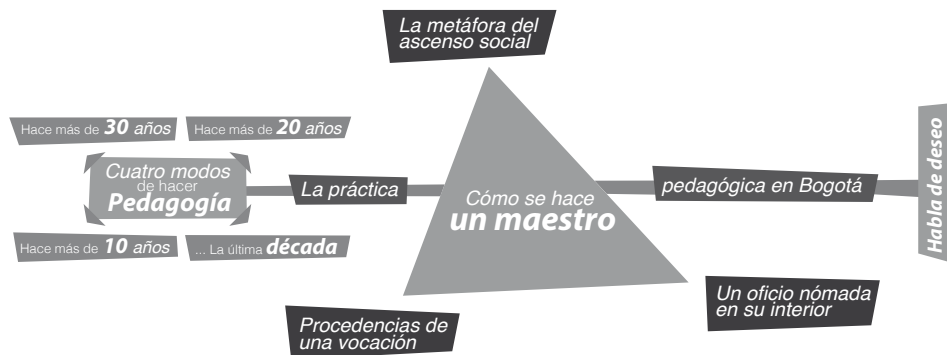 La metáfora del
ascenso social
Hace más de 30 años
Hace más de 20 años
Cuatro modos
de hacer
Pedagogía
La práctica
Cómo se hace
un maestro
pedagógica en Bogotá
Habla de deseo
Hace más de 10 años
... La última década
Procedencias de
una vocación
Un oficio nómada
en su interior